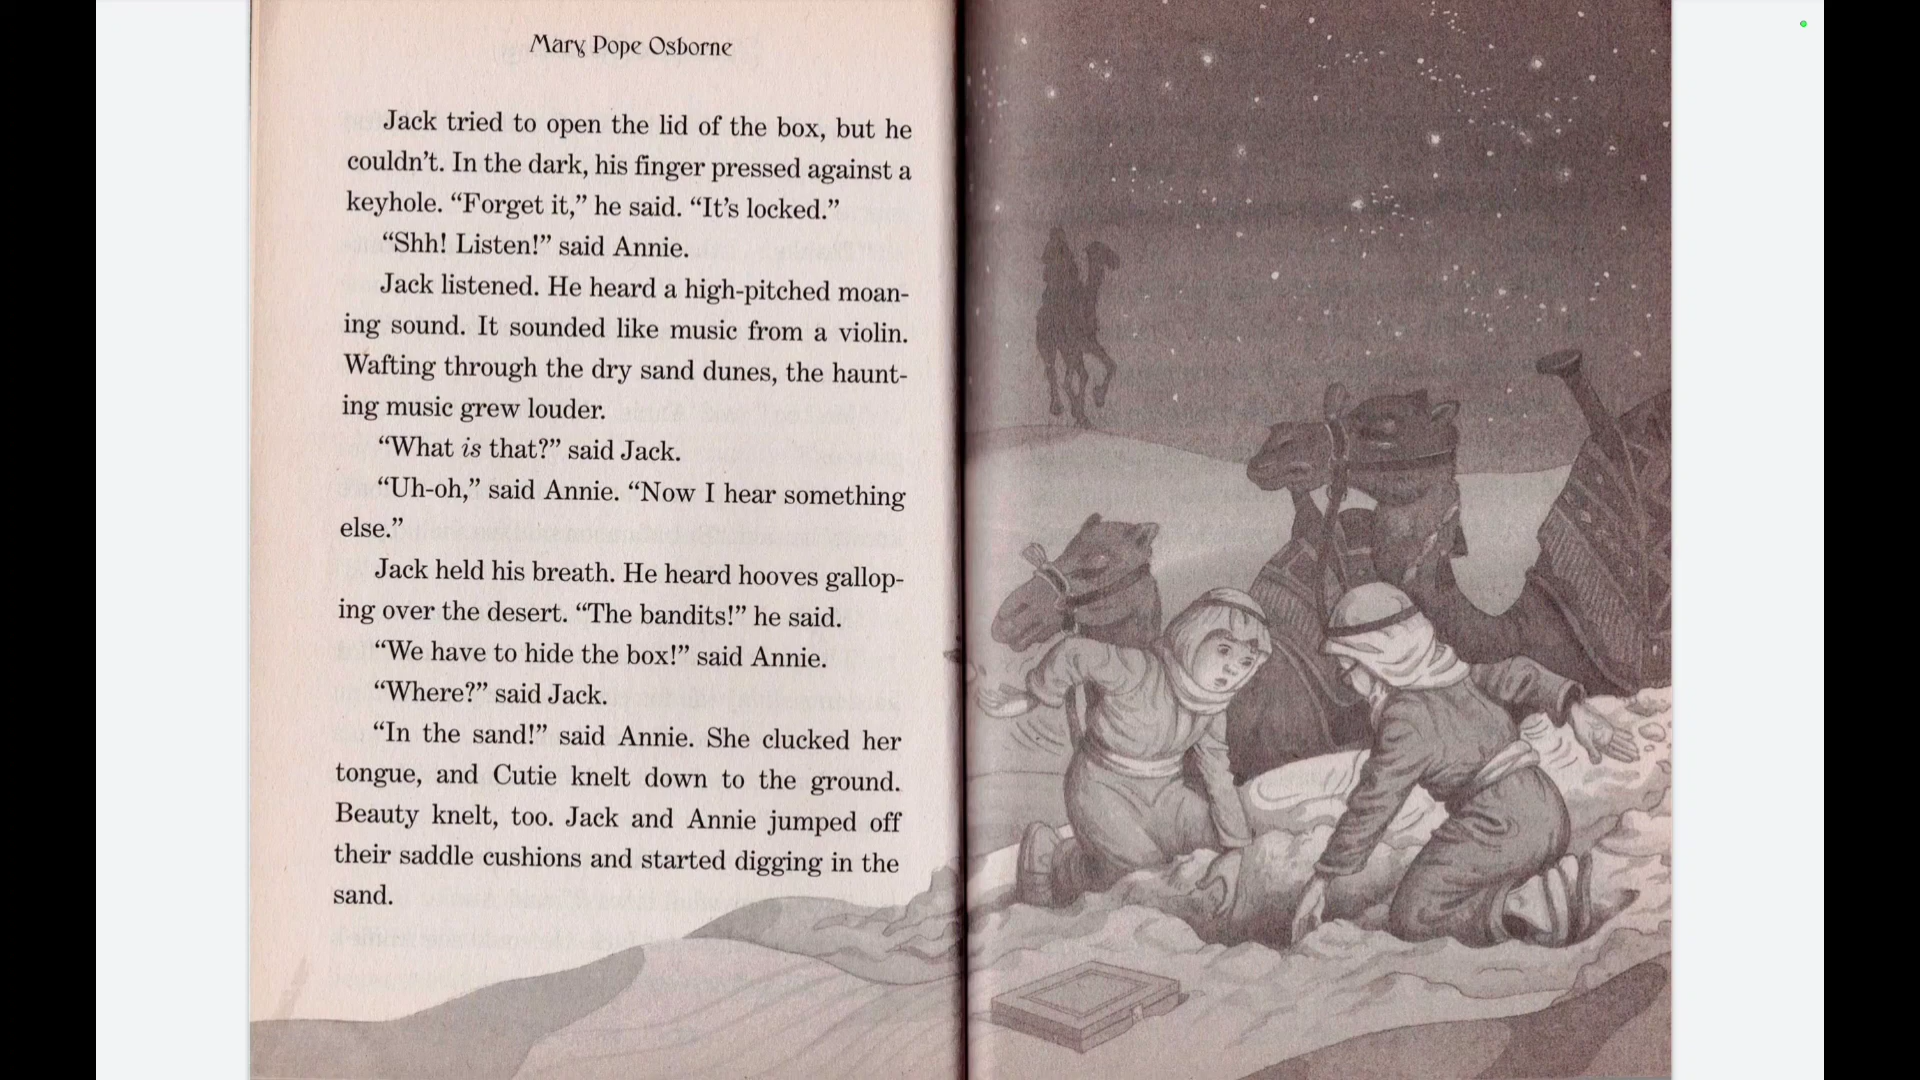 Mary Pope Osborne
Jack tried to open the lid of the box, but he
couldn’t. In the dark, his finger pressed against a
keyhole. “Forget it,” he said. “It’s locked.”
“Shh! Listen!” said Annie.
Jack listened. He heard a high-pitched moan-
ing sound. It sounded like music from a violin.
Wafting through the dry sand dunes, the haunt-
ing music grew louder.
“What is that?” said Jack.
“Uh-oh,” said Annie. “Now I hear something
else.”
Jack held his breath. He heard hooves gallop-
ing over the desert. “The bandits!” he said.
“We have to hide the box!” said Annie.
“Where?” said Jack.
“In the sand!” said Annie. She clucked her
tongue, and Cutie knelt down to the ground.
Beauty knelt, too. Jack and Annie jumped off
their saddle cushions and started digging in the
sand.